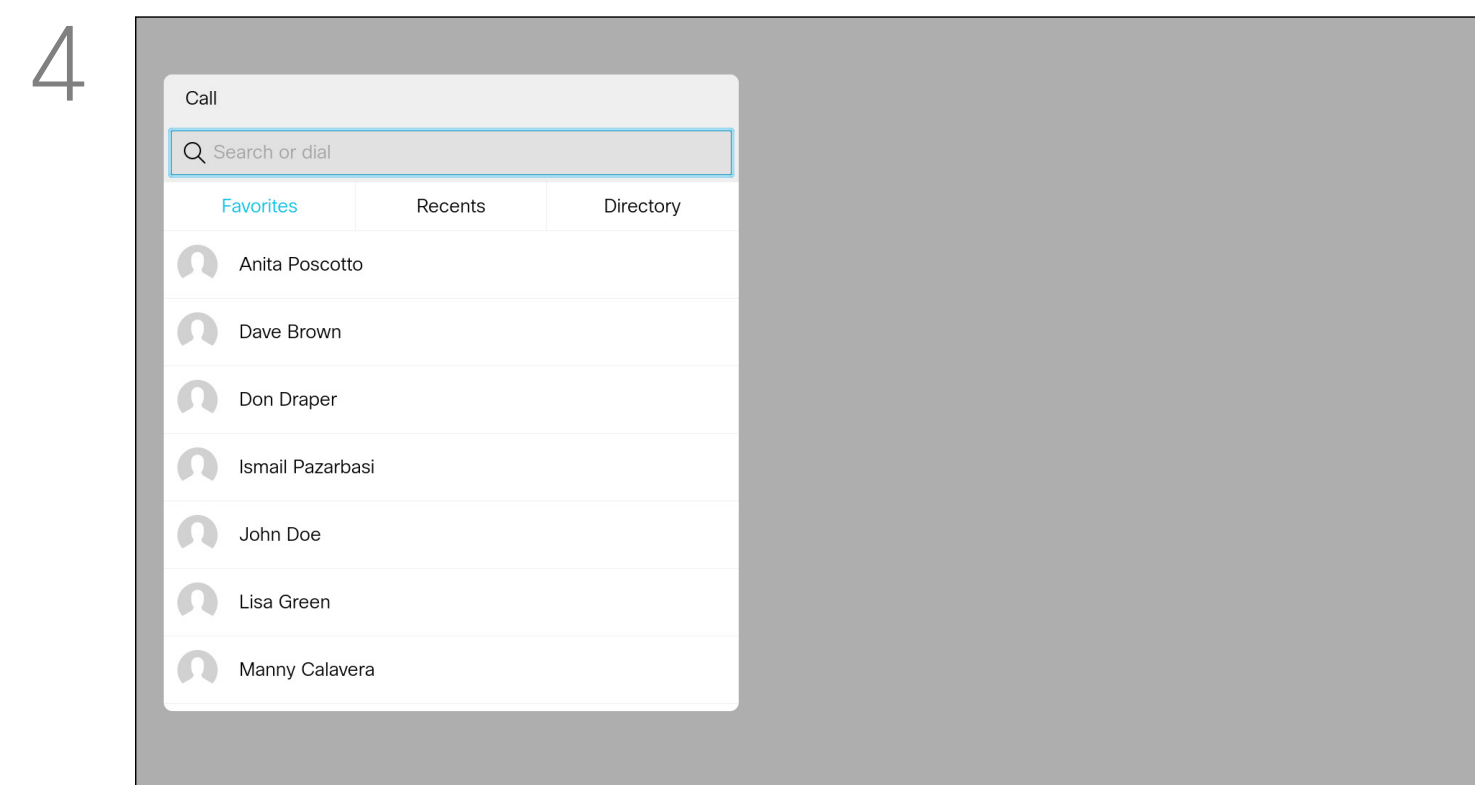 4
Call
Search or dial
Favorites Recents Directory
Anita Poscotto
Dave Brown
Don Draper
Ismail Pazarbasi
John Doe
Lisa Green
Manny Calavera